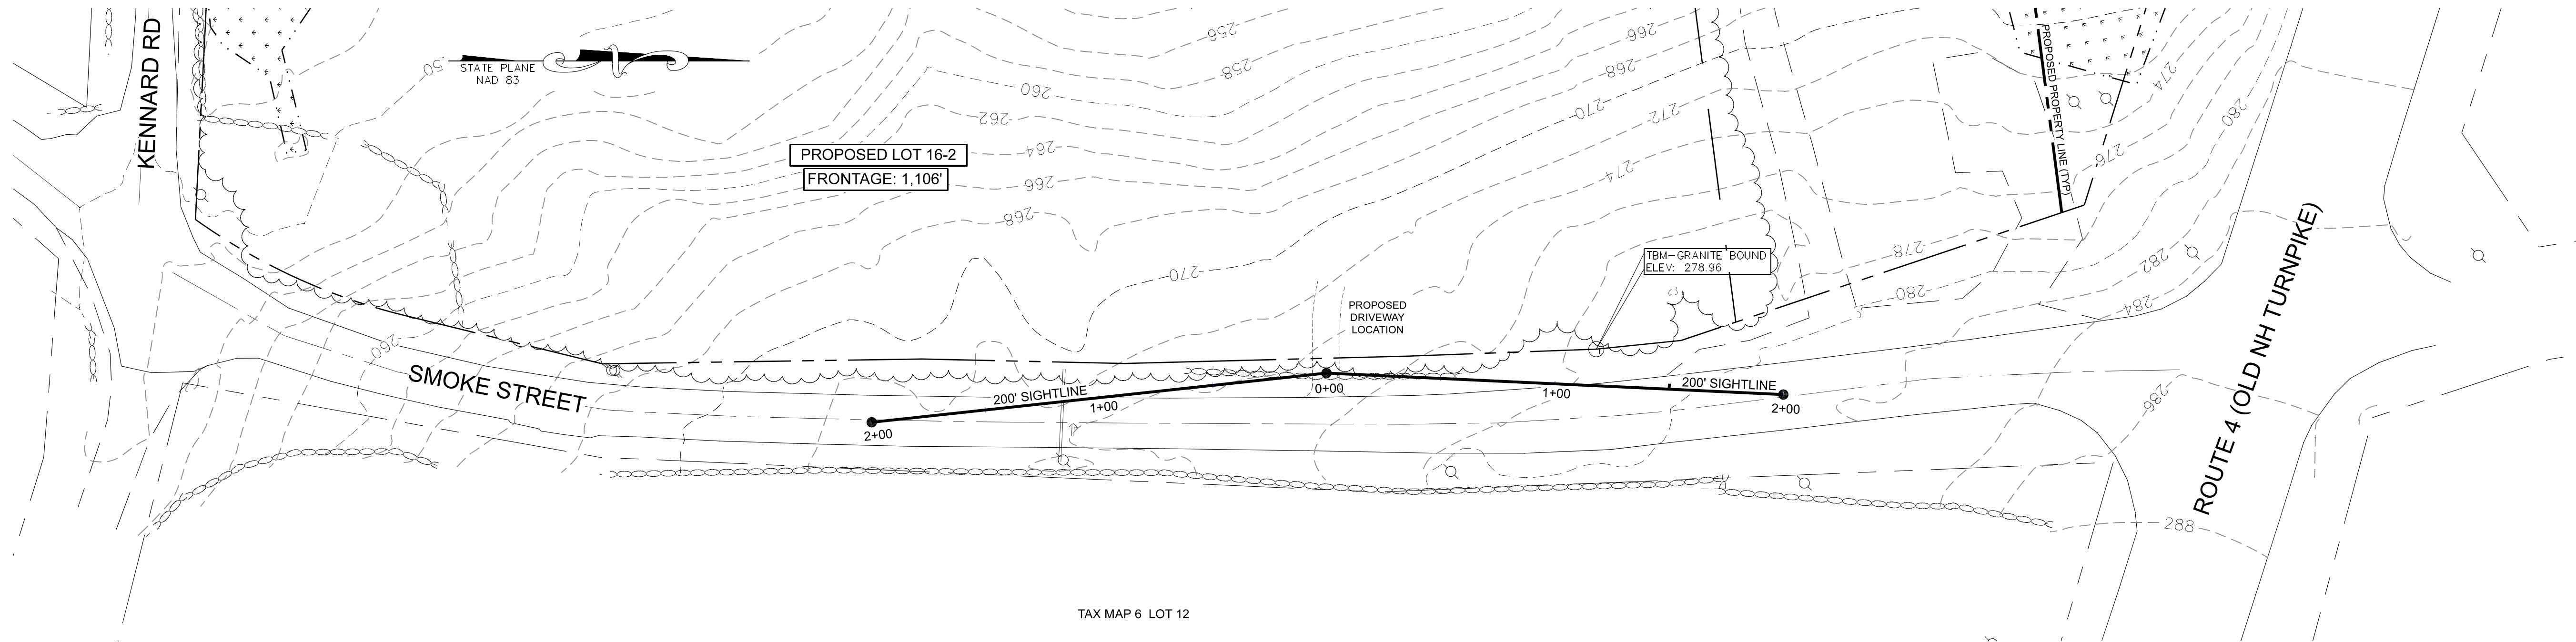 KENNARD RD
STATE PLANE
NAD 83
50
256
258
260
262
264
266
268
270
266
268
270
272
274
PROPOSED LOT 16-2
FRONTAGE: 1,106'
PROPOSED PROPERTY LINE (TYP)
274
276
280
278
280
282
284
TBM-GRANITE BOUND
ELEV: 278.96
PROPOSED
DRIVEWAY
LOCATION
260
SMOKE STREET
200' SIGHTLINE
1+00
2+00
0+00
1+00
200' SIGHTLINE
2+00
286
288
ROUTE 4 (OLD NH TURNPIKE)
TAX MAP 6 LOT 12